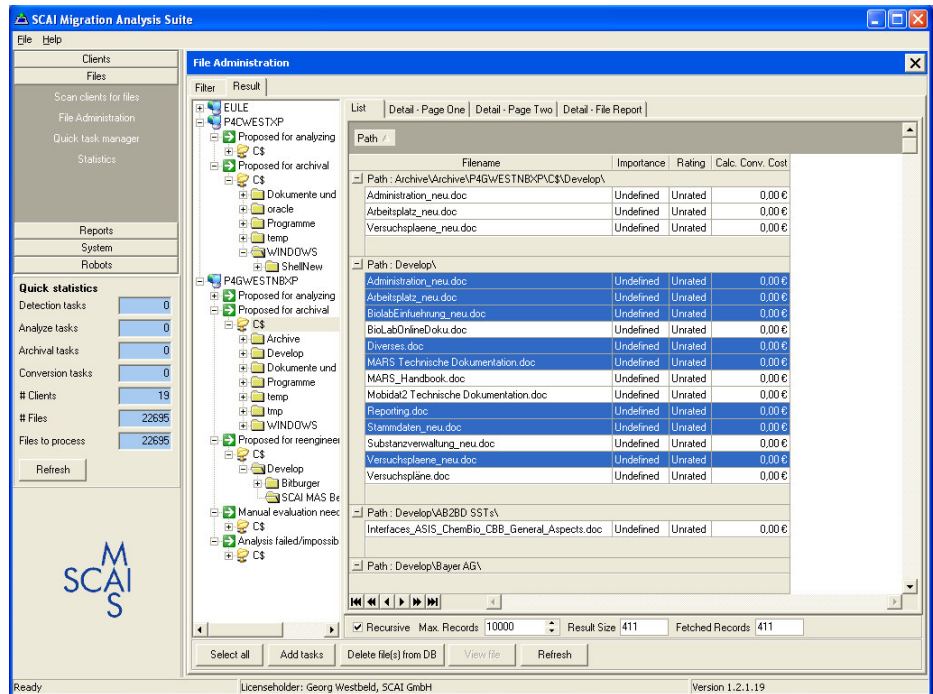 SCAI Migration Analysis Suite
File Help
Clients
Files
Scan clients for files
File Administration
Quick task manager
Statistics
Reports
System
Robots
Quick statistics
Detection tasks 0
Analyze tasks 0
Archival tasks 0
Conversion tasks 0
# Clients 19
# Files 22695
Files to process 22695
Refresh
M
SCAI
S
File Administration
Filter Result
EULE
P4CWESTXP
Proposed for analyzing
C$
Proposed for archival
C$
Dokumente und
oracle
Programme
temp
WINDOWS
ShellNew
P4GWESTNBXP
Proposed for analyzing
Proposed for archival
C$
Archive
Develop
Dokumente und
Programme
temp
tmp
WINDOWS
Proposed for reengineer
C$
Develop
Bitburger
SCAI MAS Be
Manual evaluation need
C$
Analysis failed/impossib
C$
List Detail - Page One Detail - Page Two Detail - File Report
Path
Filename Importance Rating Calc. Conv. Cost
Path : Archive\Archive\P4GWESTNBXP\C$\Develop\
Administration_neu.doc Undefined Unrated 0,00 €
Arbeitsplatz_neu.doc Undefined Unrated 0,00 €
Versuchsplaene_neu.doc Undefined Unrated 0,00 €
Path : Develop\
Administration_neu.doc Undefined Unrated 0,00 €
Arbeitsplatz_neu.doc Undefined Unrated 0,00 €
BiolabEinfuehrung_neu.doc Undefined Unrated 0,00 €
BioLabOnlineDoku.doc Undefined Unrated 0,00 €
Diverses.doc Undefined Unrated 0,00 €
MARS Technische Dokumentation.doc Undefined Unrated 0,00 €
MARS_Handbook.doc Undefined Unrated 0,00 €
Mobidat2 Technische Dokumentation.doc Undefined Unrated 0,00 €
Reporting.doc Undefined Unrated 0,00 €
Stammdaten_neu.doc Undefined Unrated 0,00 €
Substanzverwaltung_neu.doc Undefined Unrated 0,00 €
Versuchsplaene_neu.doc Undefined Unrated 0,00 €
Versuchspläne.doc Undefined Unrated 0,00 €
Path : Develop\AB2BD SSTs\
Interfaces_ASIS_ChemBio_CBB_General_Aspects.doc Undefined Unrated 0,00 €
Path : Develop\Bayer AG\
Recursive Max. Records 10000 Result Size 411 Fetched Records 411
Select all Add tasks Delete file(s) from DB View file Refresh
Ready Licenseholder: Georg Westbeld, SCAI GmbH Version 1.2.1.19